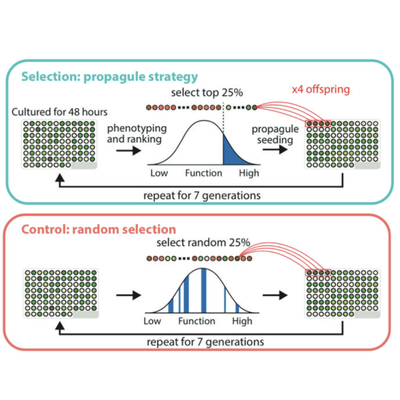 Selection: propagule strategy
select top 25%
x4 offspring
Cultured for 48 hours
phenotyping
and ranking
propagule
seeding
Low Function High
repeat for 7 generations
Control: random selection
select random 25%
Low Function High
repeat for 7 generations